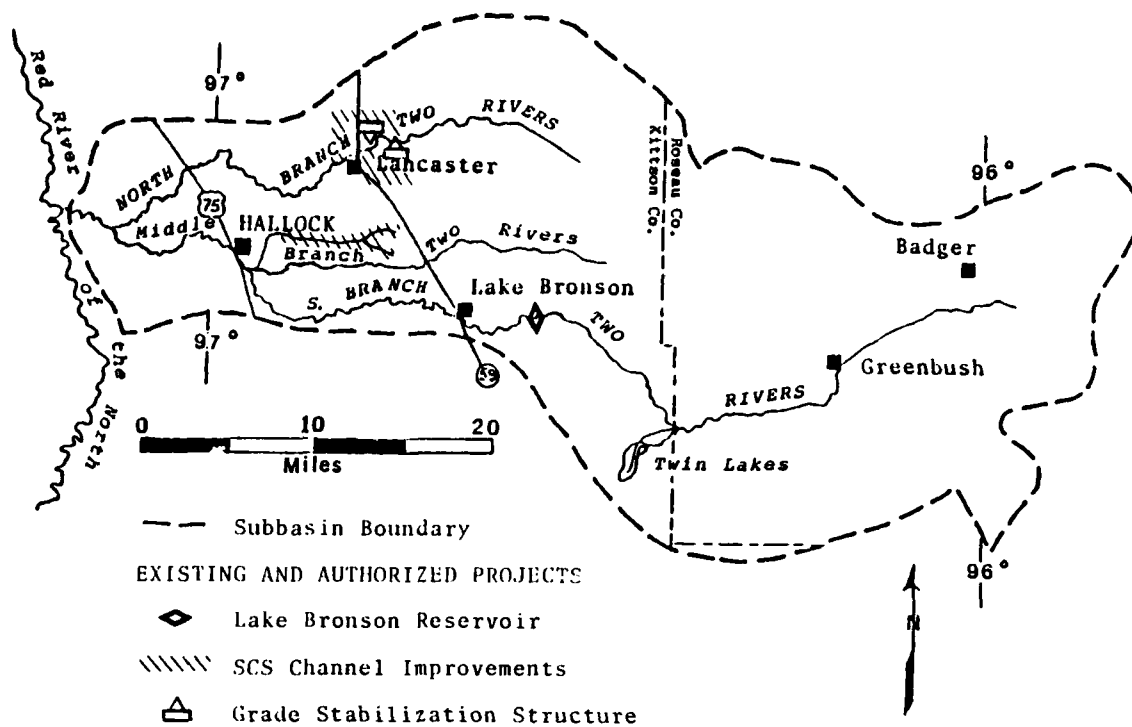 Red River of the North
97°
TWO RIVERS
NORTH BRANCH
Lancaster
Roseau Co.
Kittson Co.
96°
75
HALLOCK
Middle Branch
Two Rivers
Badger
S. BRANCH
Lake Bronson
TWO
97°
59
Greenbush
RIVERS
0 10 20
Miles
Twin Lakes
Subbasin Boundary
96°
EXISTING AND AUTHORIZED PROJECTS
N
Lake Bronson Reservoir
SCS Channel Improvements
Grade Stabilization Structure